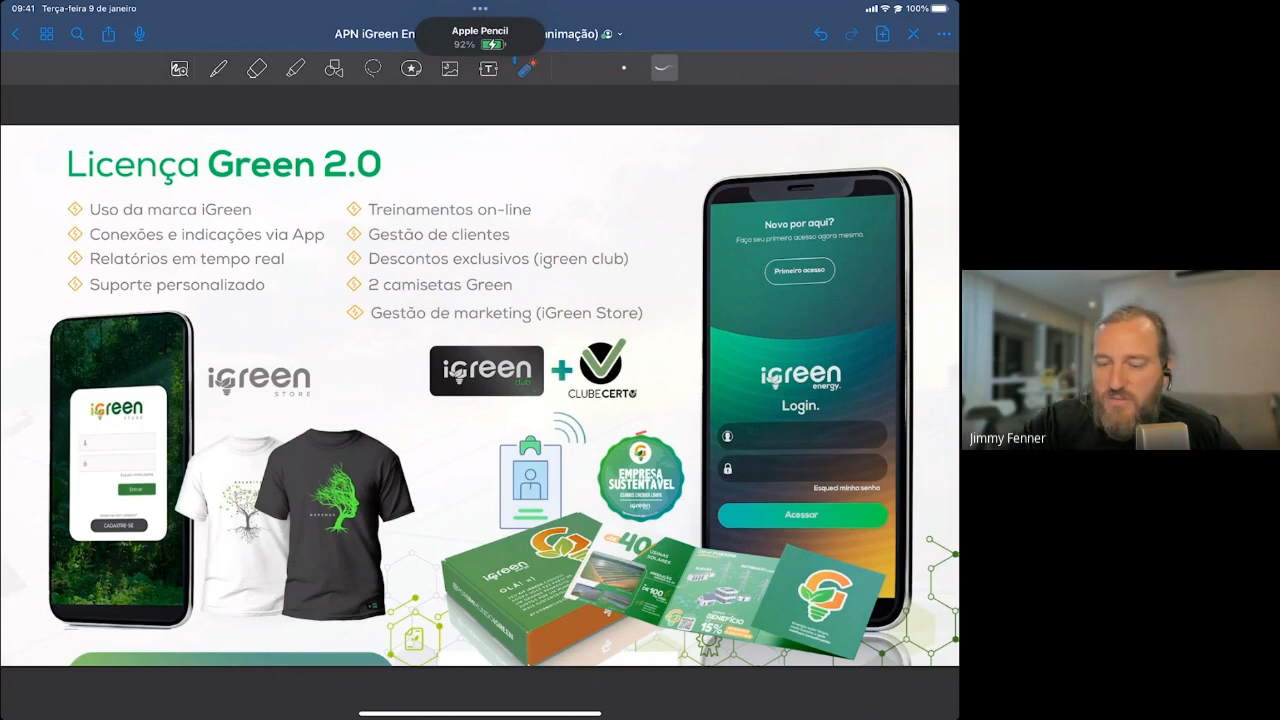 09:41 Terça-feira 9 de janeiro
100%
APN iGreen En
Apple Pencil
92%
nimação)
Licença Green 2.0
Uso da marca iGreen
Conexões e indicações via App
Relatórios em tempo real
Suporte personalizado
Treinamentos on-line
Gestão de clientes
Descontos exclusivos (igreen club)
2 camisetas Green
Gestão de marketing (iGreen Store)
iGreen
STORE
iGreen
STORE
Entrar
CADASTRE-SE
iGreen
club
CLUBECERTO
EMPRESA
SUSTENTÁVEL
iGreen
iGreen
OLÁ! =)
40
USINAS
SOLARES
BENEFÍCIO
15%
Novo por aqui?
Faça seu primeiro acesso agora mesmo.
Primeiro acesso
iGreen
energy.
Login.
Esqueci minha senha
Acessar
Jimmy Fenner